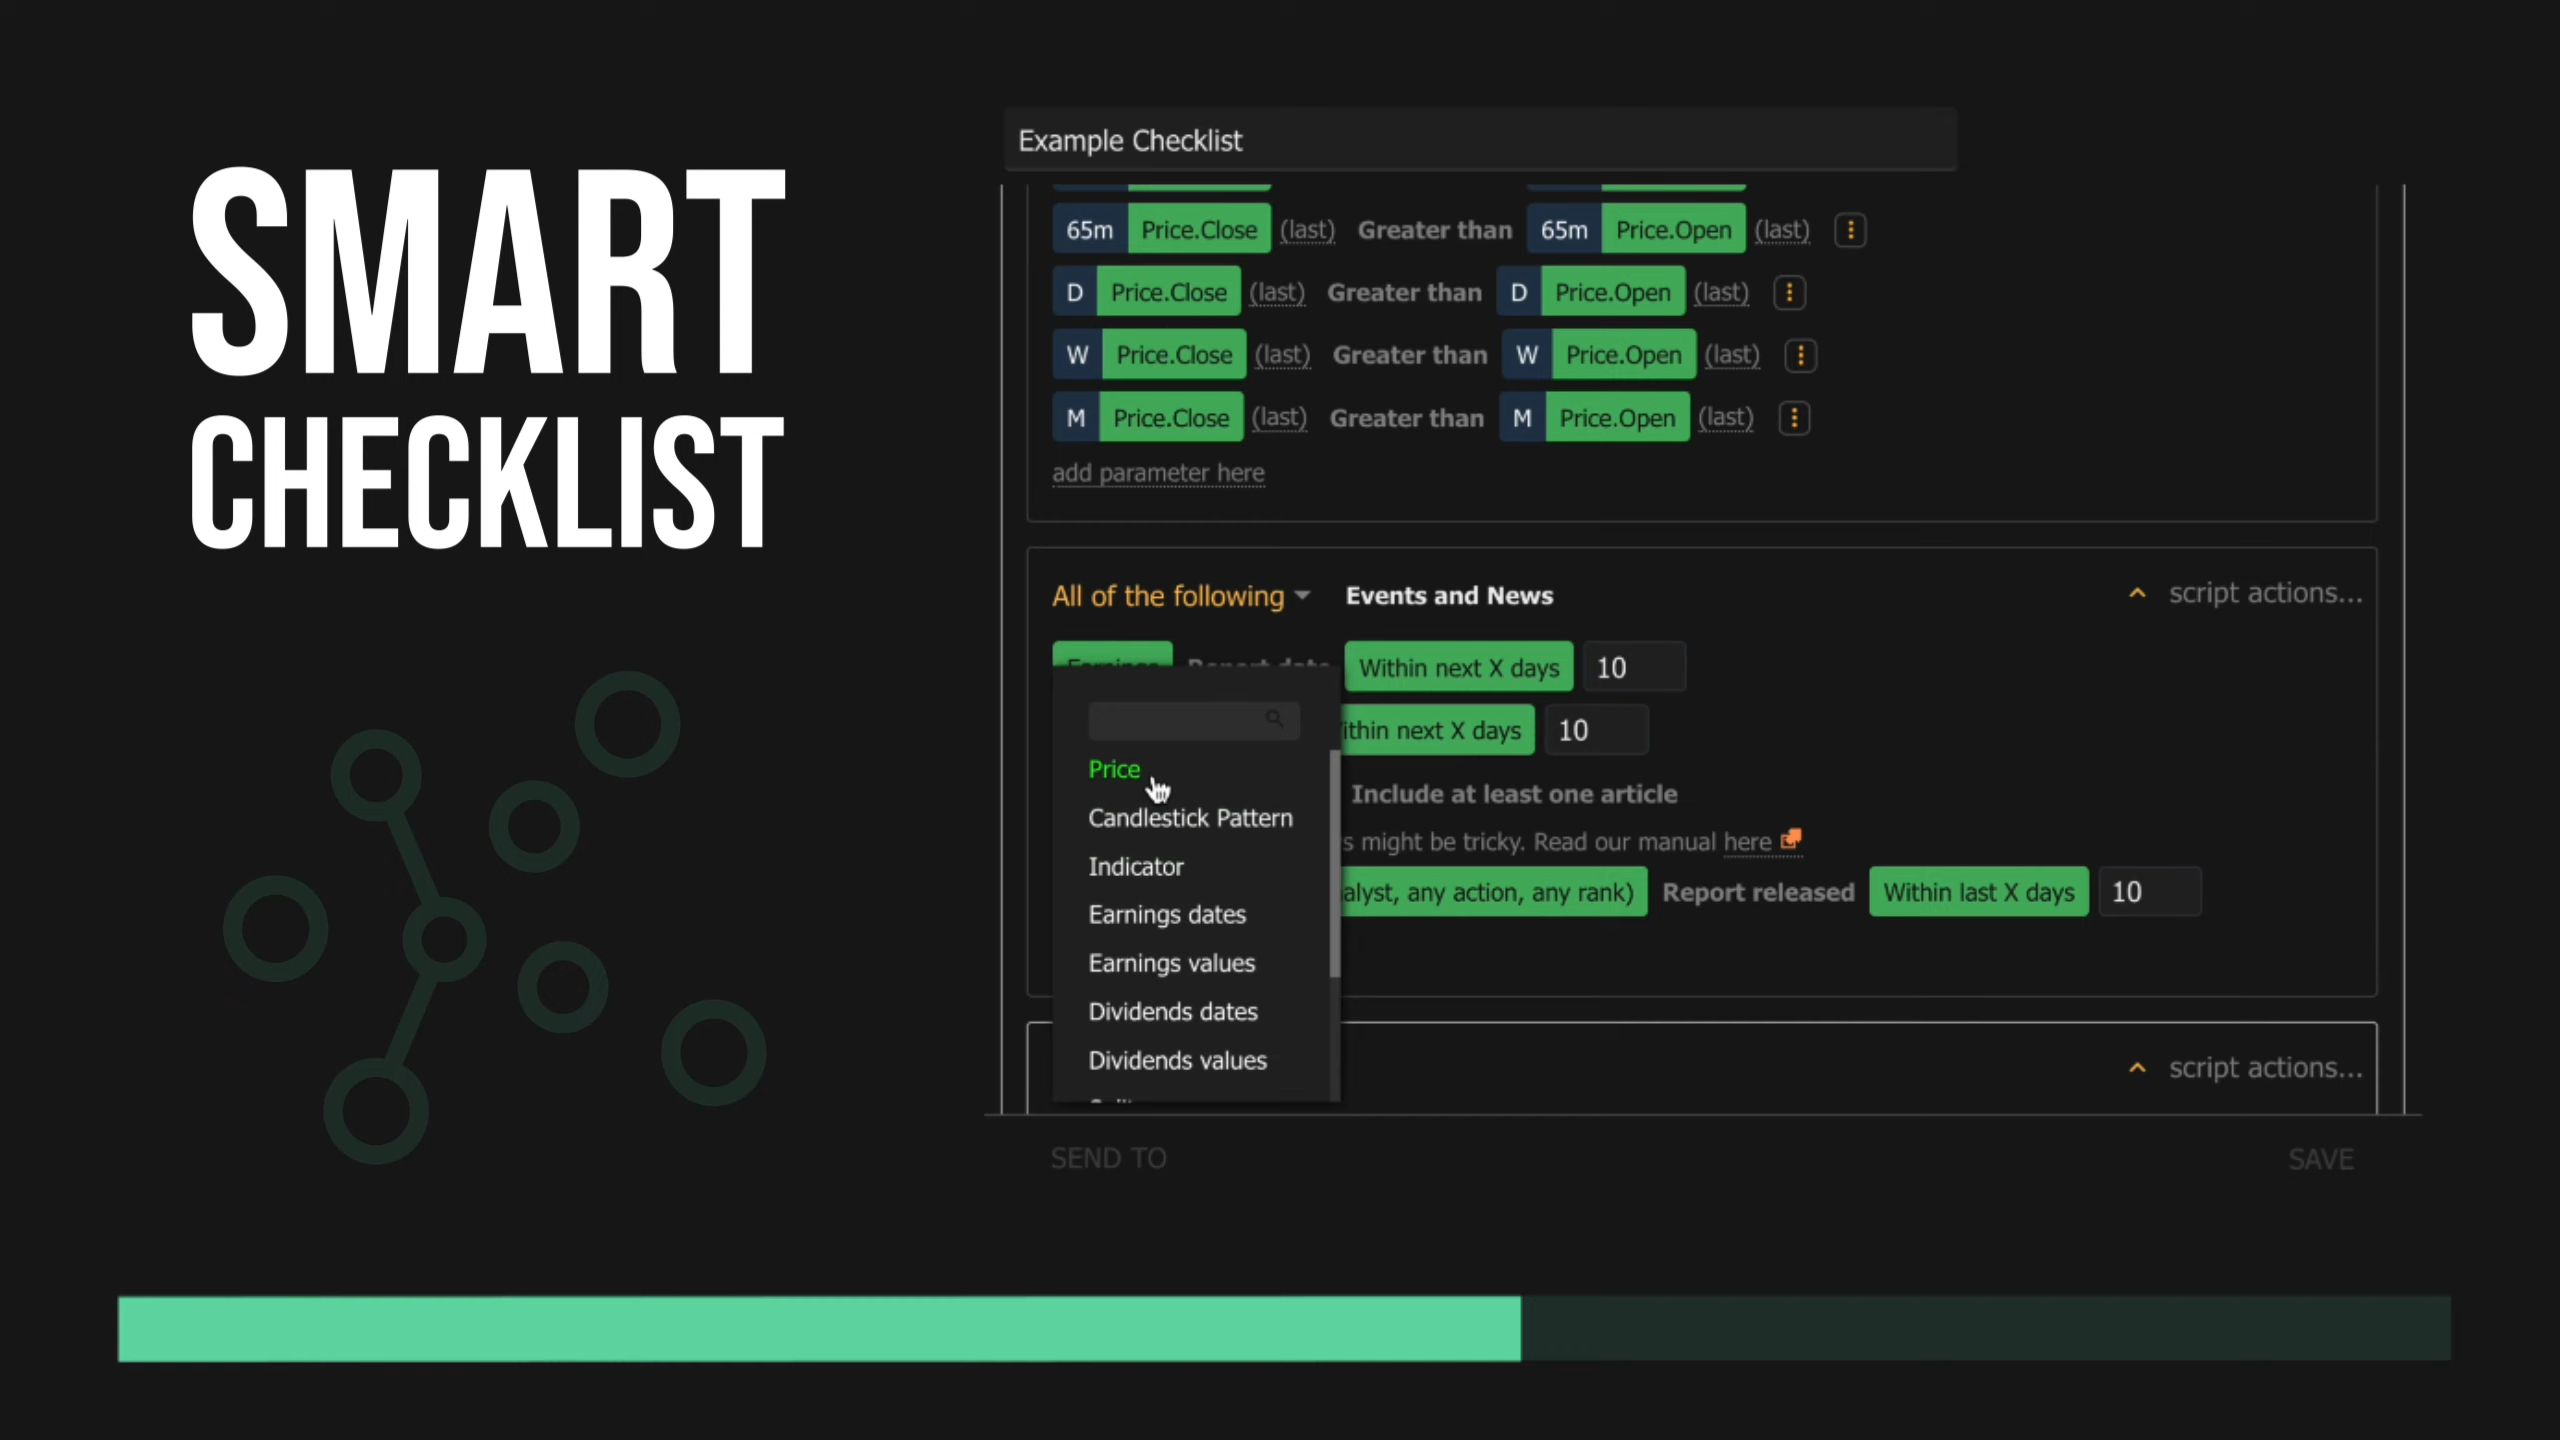 SMART
CHECKLIST
Example Checklist
65m Price.Close (last) Greater than 65m Price.Open (last)
D Price.Close (last) Greater than D Price.Open (last)
W Price.Close (last) Greater than W Price.Open (last)
M Price.Close (last) Greater than M Price.Open (last)
add parameter here
All of the following Events and News script actions...
Earnings Report date Within next X days 10
ithin next X days 10
Price
Include at least one article
Candlestick Pattern
s might be tricky. Read our manual here
Indicator
alyst, any action, any rank) Report released Within last X days 10
Earnings dates
Earnings values
Dividends dates
Dividends values
script actions...
SEND TO
SAVE